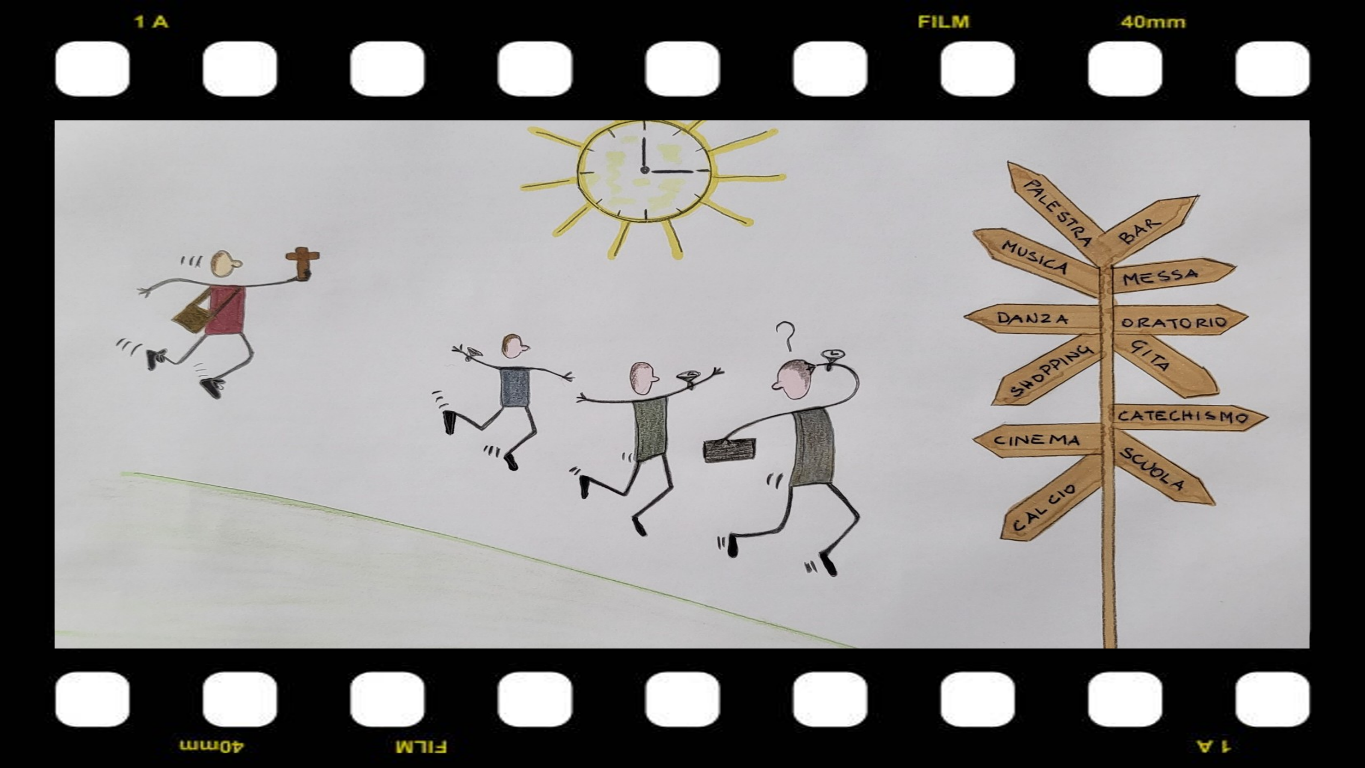 1 A FILM 40mm
PALESTRA
BAR
MUSICA
MESSA
DANZA
ORATORIO
SHOPPING
GITA
CATECHISMO
CINEMA
SCUOLA
CALCIO
?
40mm FILM 1 A